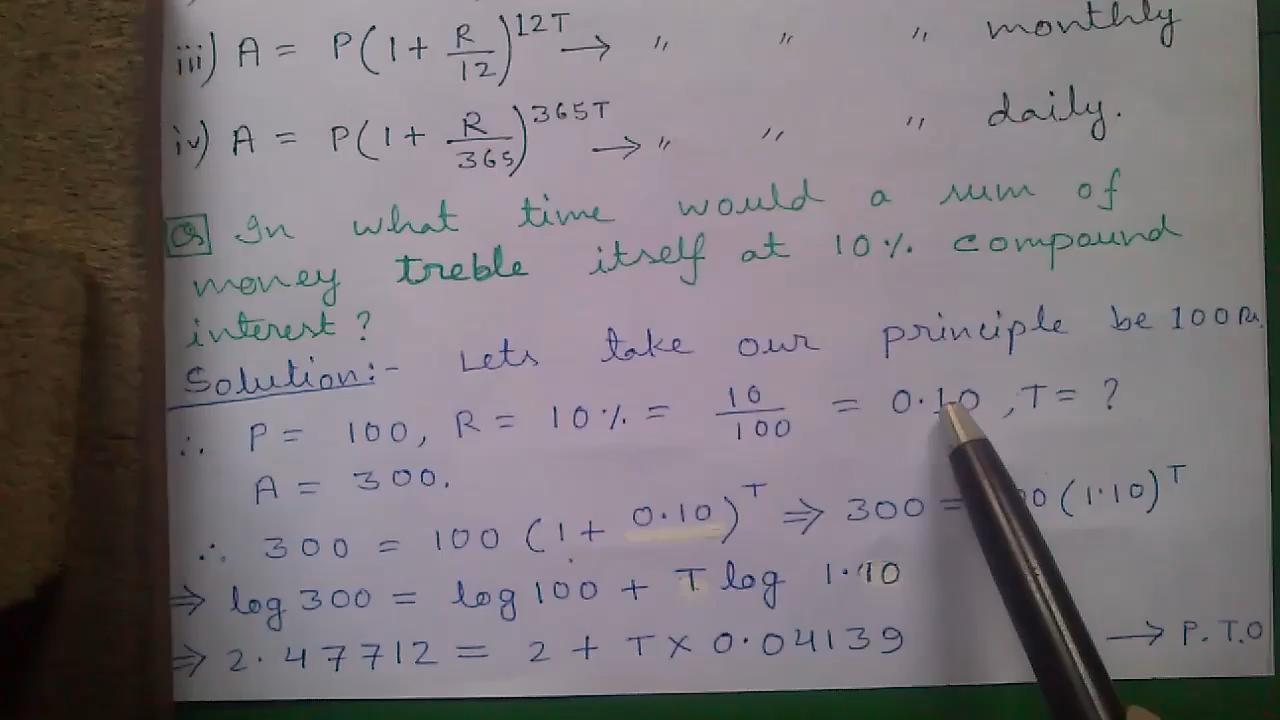 iii) A = P(1 + R/12)^12T → " " " monthly
iv) A = P(1 + R/365)^365T → " " " daily.
Q In what time would a sum of
money treble itself at 10% compound
interest?
Solution:- Lets take our principle be 100 Rs.
∴ P = 100, R = 10% = 10/100 = 0.10, T = ?
A = 300.
∴ 300 = 100 (1 + 0.10)^T ⇒ 300 = 00 (1.10)^T
⇒ log 300 = log 100 + T log 1.10
⇒ 2.47712 = 2 + T × 0.04139 → P.T.O